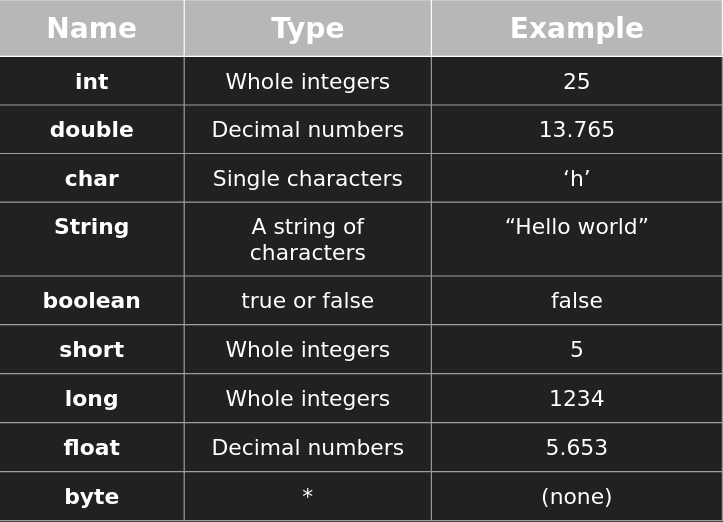 Name Type Example
int Whole integers 25
double Decimal numbers 13.765
char Single characters ‘h’
String A string of “Hello world”
characters
boolean true or false false
short Whole integers 5
long Whole integers 1234
float Decimal numbers 5.653
byte * (none)